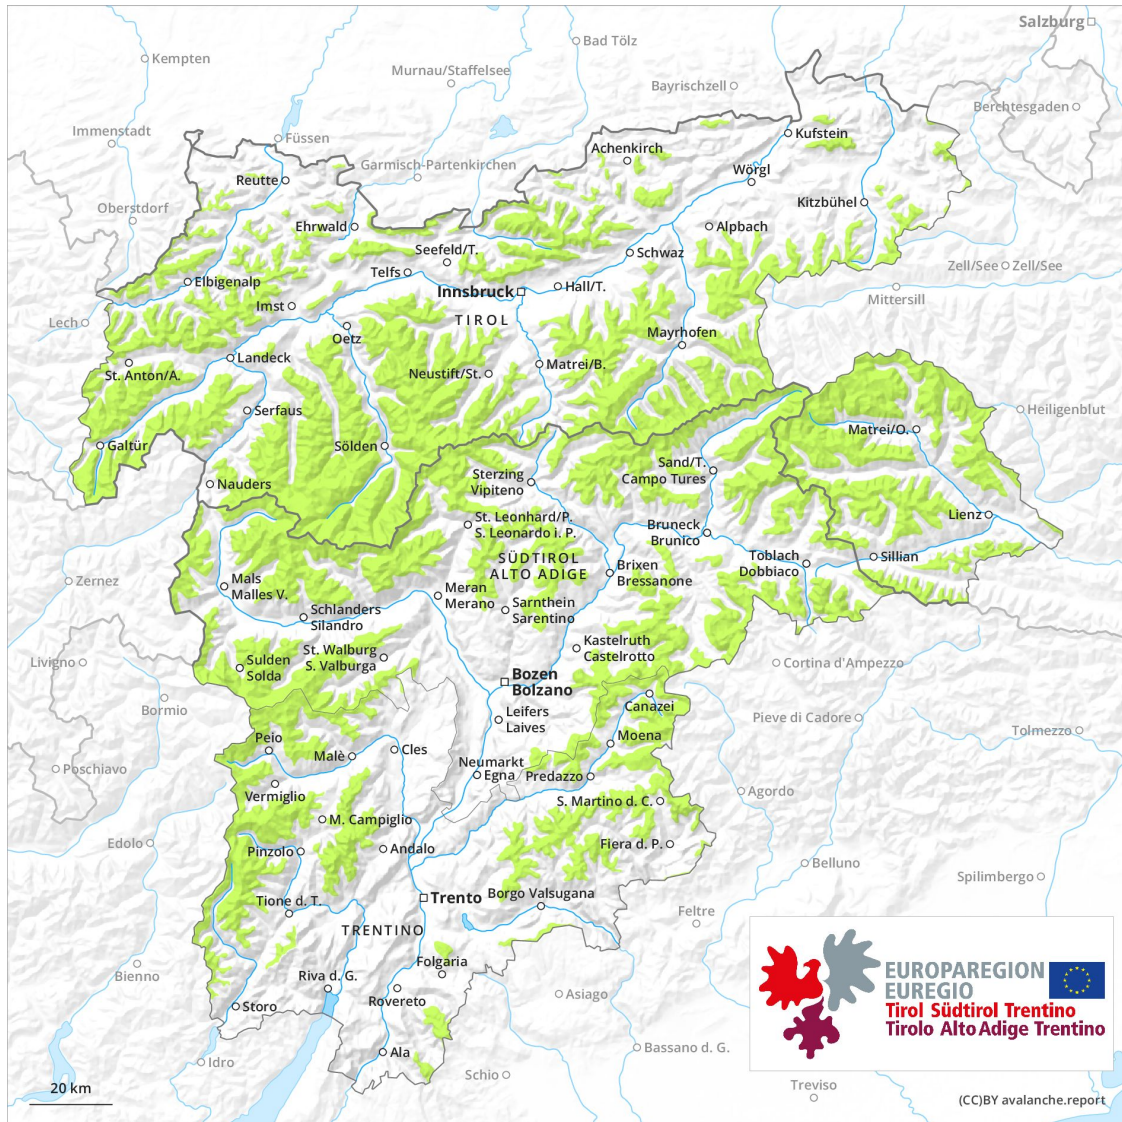 Salzburg
Bad Tölz
Kempten
Murnau/Staffelsee
Bayrischzell
Berchtesgaden
Immenstadt
Füssen
Kufstein
Achenkirch
Garmisch-Partenkirchen
Wörgl
Reutte
Kitzbühel
Oberstdorf
Ehrwald
Alpbach
Seefeld/T.
Schwaz
Zell/See
Zell/See
Telfs
Elbigenalp
Hall/T.
Innsbruck
Mittersill
Imst
TIROL
Lech
Oetz
Mayrhofen
Landeck
Matrei/B.
St. Anton/A.
Neustift/St.
Serfaus
Heiligenblut
Matrei/O.
Galtür
Sölden
Sand/T.
Campo Tures
Sterzing
Vipiteno
Nauders
Lienz
St. Leonhard/P.
S. Leonardo i. P.
Bruneck
Brunico
SÜDTIROL
ALTO ADIGE
Toblach
Dobbiaco
Sillian
Brixen
Bressanone
Zernez
Mals
Malles V.
Meran
Merano
Sarnthein
Sarentino
Schlanders
Silandro
Kastelruth
Castelrotto
St. Walburg
S. Valburga
Livigno
Sulden
Solda
Cortina d'Ampezzo
Bozen
Bolzano
Bormio
Canazei
Leifers
Laives
Pieve di Cadore
Tolmezzo
Peio
Moena
Cles
Malè
Neumarkt
Egna
Predazzo
Poschiavo
Vermiglio
Agordo
S. Martino d. C.
M. Campiglio
Edolo
Pinzolo
Andalo
Fiera d. P.
Belluno
Spilimbergo
Trento
Borgo Valsugana
Tione d. T.
Feltre
TRENTINO
Folgaria
Bienno
Riva d. G.
Rovereto
Asiago
Storo
Ala
Bassano d. G.
Idro
Schio
Treviso
EUROPAREGION
EUREGIO
Tirol Südtirol Trentino
Tirolo Alto Adige Trentino
20 km
(CC)BY avalanche.report